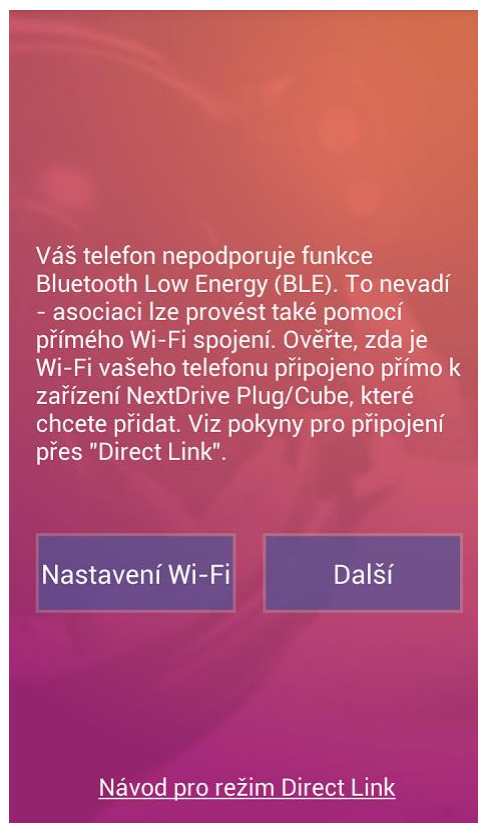 Váš telefon nepodporuje funkce
Bluetooth Low Energy (BLE). To nevadí
- asociaci lze provést také pomocí
přímého Wi-Fi spojení. Ověřte, zda je
Wi-Fi vašeho telefonu připojeno přímo k
zařízení NextDrive Plug/Cube, které
chcete přidat. Viz pokyny pro připojení
přes "Direct Link".
Nastavení Wi-Fi
Další
Návod pro režim Direct Link